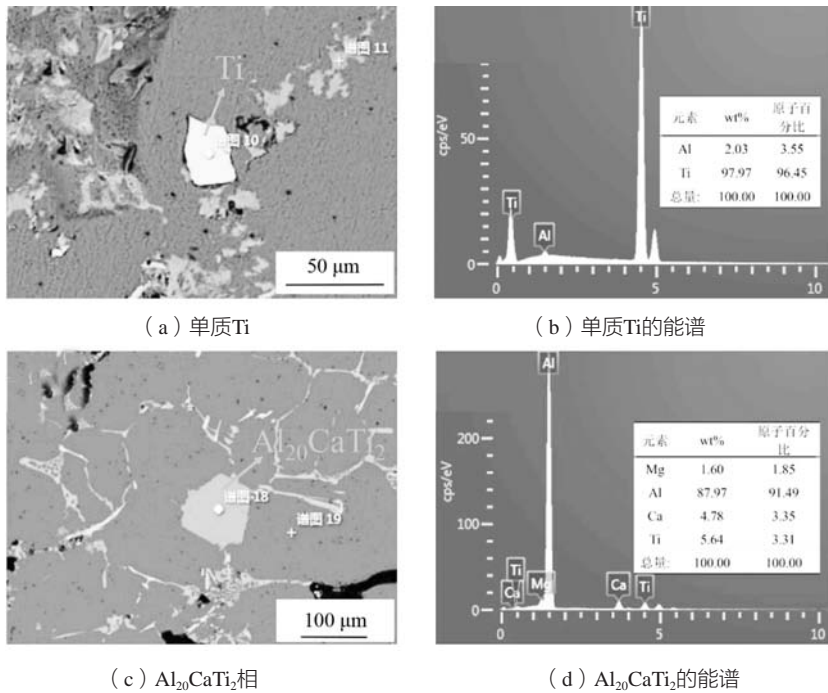 谱图 11
Ti
谱图 10
50 μm
(a)单质Ti
Ti
50
cps/eV
元素 wt% 原子百分比
Al 2.03 3.55
Ti 97.97 96.45
总量: 100.00 100.00
Ti
Al
0
0 5 10
(b)单质Ti的能谱
Al₂₀CaTi₂
谱图 18
谱图 19
100 μm
(c)Al₂₀CaTi₂相
Al
200
cps/eV
100
元素 wt% 原子百分比
Mg 1.60 1.85
Al 87.97 91.49
Ca 4.78 3.35
Ti 5.64 3.31
总量: 100.00 100.00
Ti
Ca
Mg
Ca
Ti
0
0 5 10
(d)Al₂₀CaTi₂的能谱